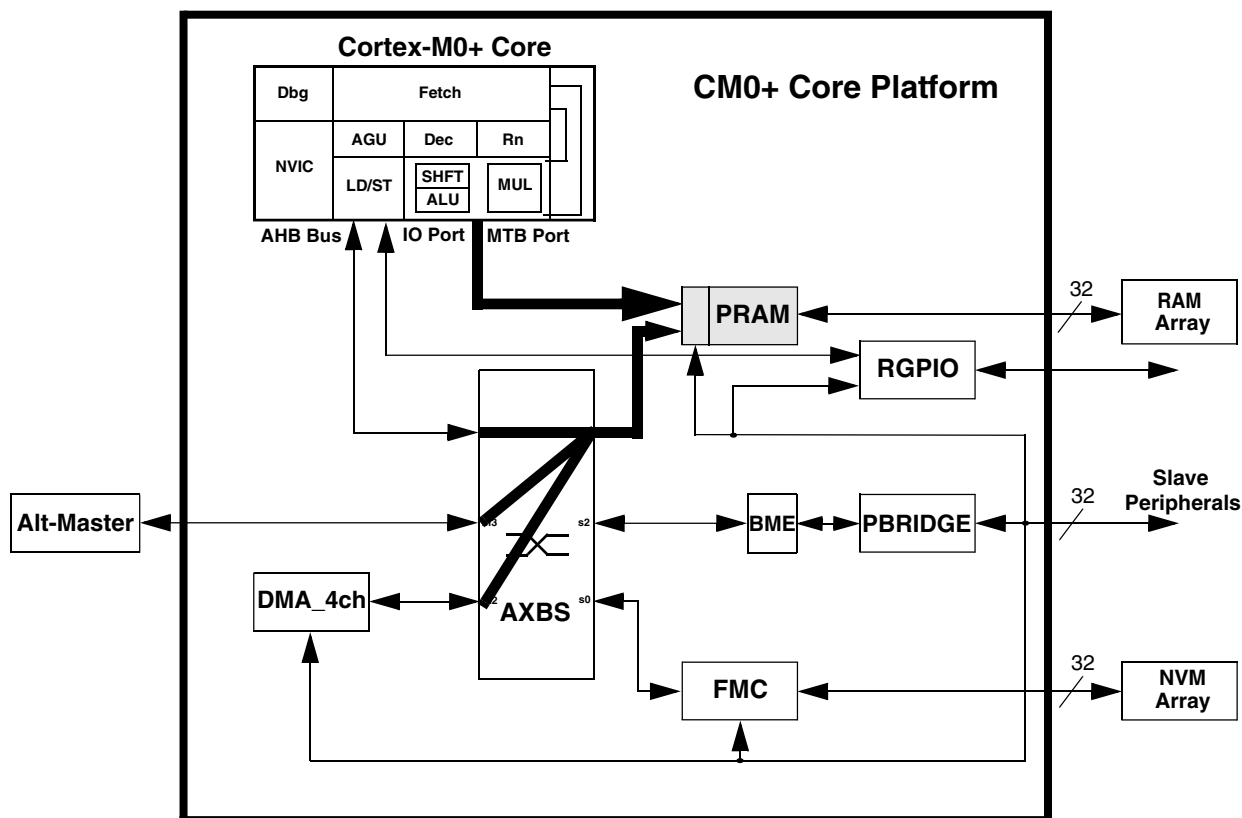 Cortex-M0+ Core
CM0+ Core Platform
Dbg
Fetch
AGU
Dec
Rn
NVIC
LD/ST
SHFT
ALU
MUL
AHB Bus
IO Port
MTB Port
PRAM
32
RAM
Array
RGPIO
Alt-Master
s2
BME
PBRIDGE
32
Slave
Peripherals
DMA_4ch
AXBS
s0
FMC
32
NVM
Array